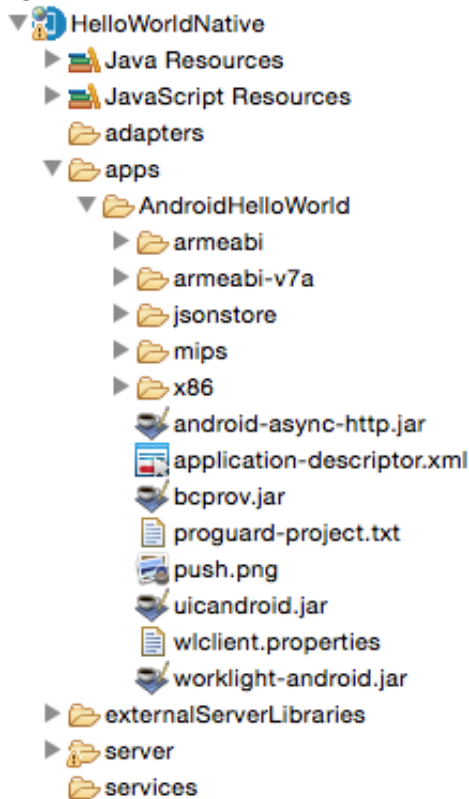 HelloWorldNative
Java Resources
JavaScript Resources
adapters
apps
AndroidHelloWorld
armeabi
armeabi-v7a
jsonstore
mips
x86
android-async-http.jar
application-descriptor.xml
bcprov.jar
proguard-project.txt
push.png
uicandroid.jar
wlclient.properties
worklight-android.jar
externalServerLibraries
server
services